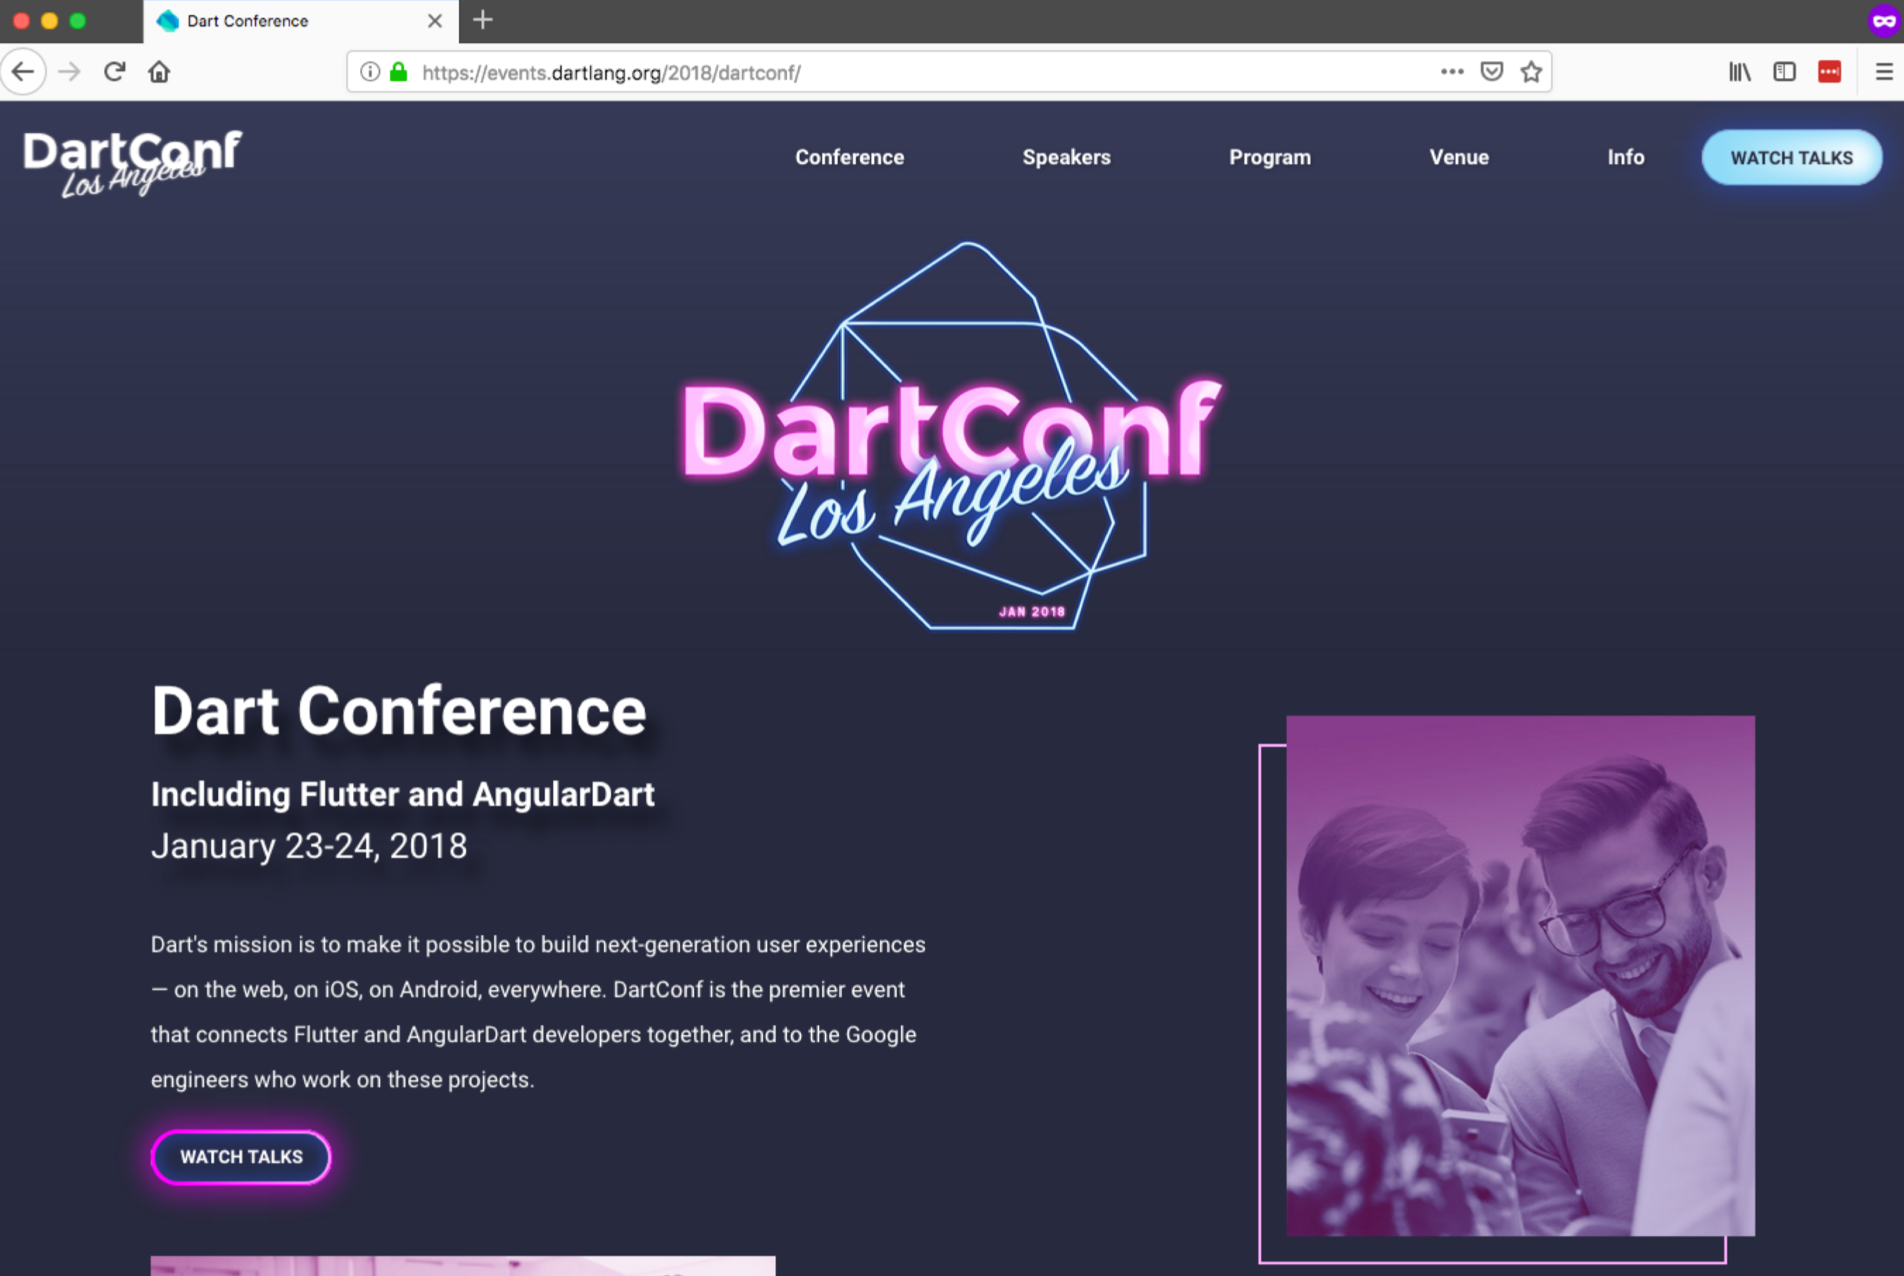 Dart Conference
https://events.dartlang.org/2018/dartconf/
DartConf
Los Angeles
Conference
Speakers
Program
Venue
Info
WATCH TALKS
DartConf
Los Angeles
JAN 2018
Dart Conference
Including Flutter and AngularDart
January 23-24, 2018
Dart's mission is to make it possible to build next-generation user experiences
— on the web, on iOS, on Android, everywhere. DartConf is the premier event
that connects Flutter and AngularDart developers together, and to the Google
engineers who work on these projects.
WATCH TALKS